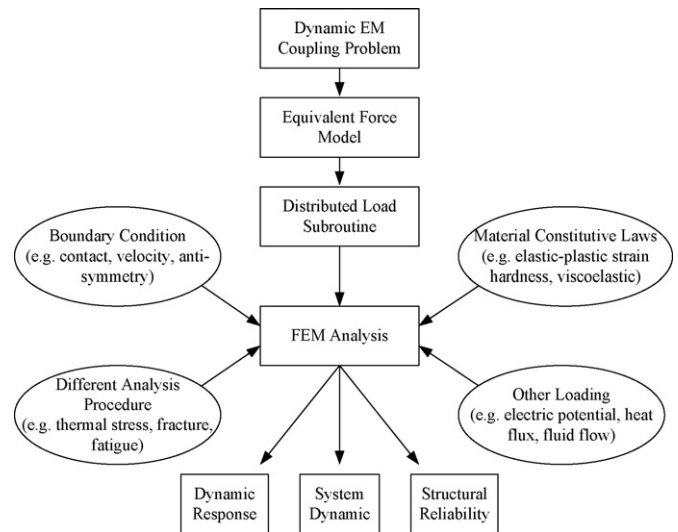 Dynamic EM
Coupling Problem
Equivalent Force
Model
Distributed Load
Subroutine
Boundary Condition
(e.g. contact, velocity, anti-
symmetry)
Material Constitutive Laws
(e.g. elastic-plastic strain
hardness, viscoelastic)
FEM Analysis
Different Analysis
Procedure
(e.g. thermal stress, fracture,
fatigue)
Other Loading
(e.g. electric potential, heat
flux, fluid flow)
Dynamic
Response
System
Dynamic
Structural
Reliability